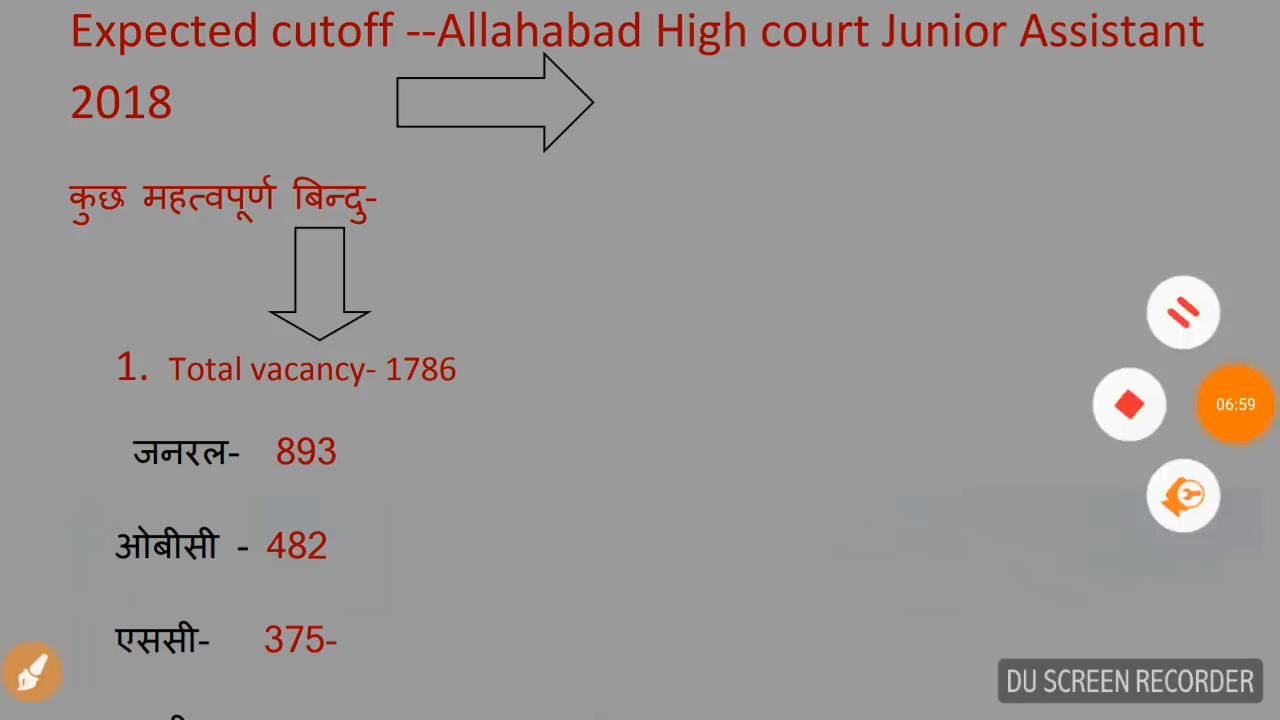 Expected cutoff --Allahabad High court Junior Assistant
2018
कुछ महत्वपूर्ण बिन्दु-
1. Total vacancy- 1786
जनरल- 893
06:59
ओबीसी - 482
एससी- 375-
DU SCREEN RECORDER